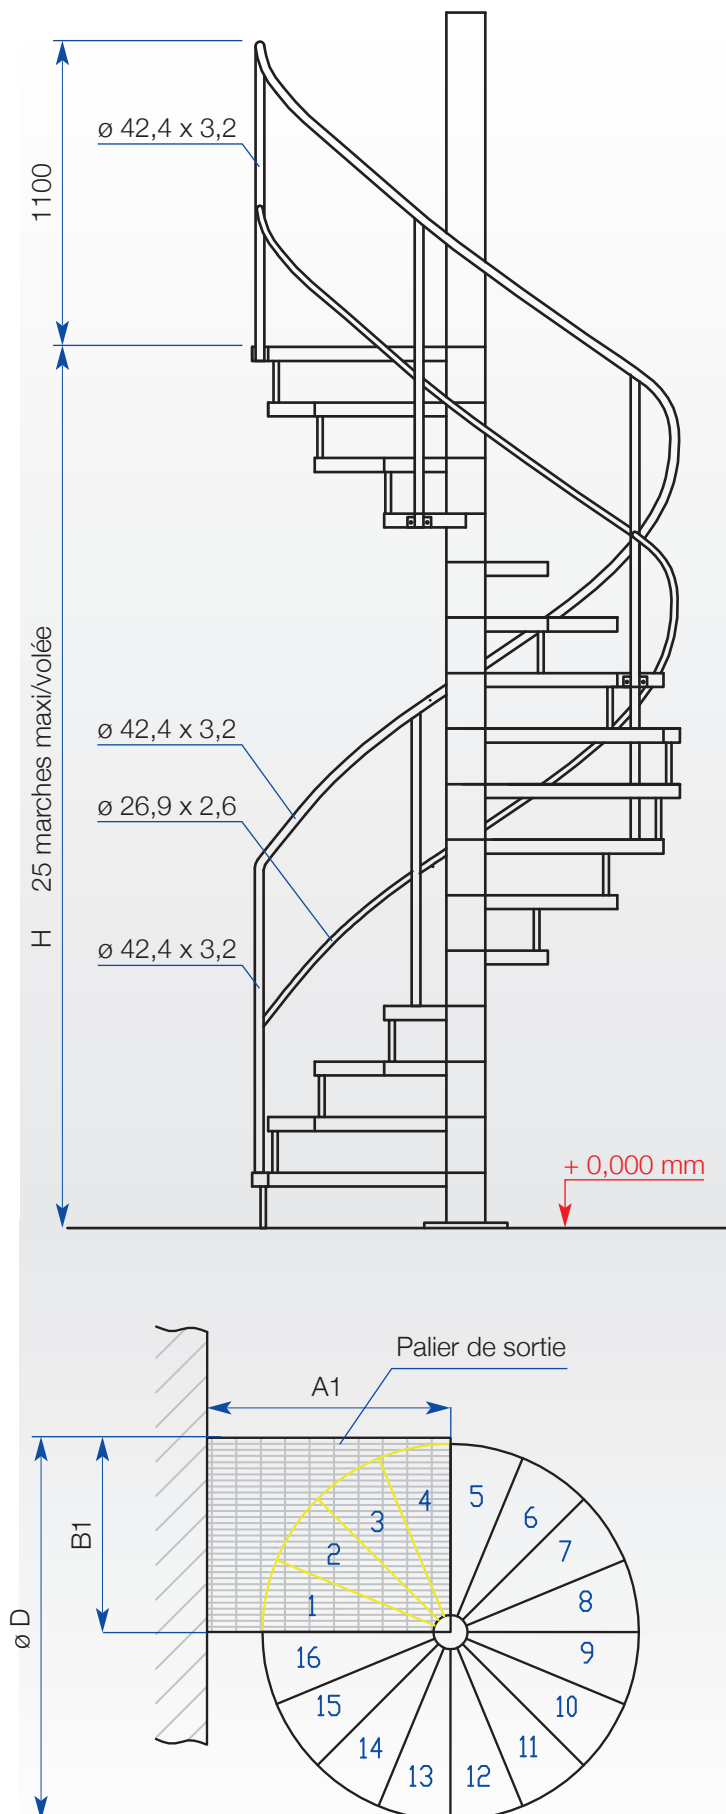 ø 42,4 x 3,2
1100
H 25 marches maxi/volée
ø 42,4 x 3,2
ø 26,9 x 2,6
ø 42,4 x 3,2
+ 0,000 mm
Palier de sortie
A1
B1
ø D
1
2
3
4
5
6
7
8
9
10
11
12
13
14
15
16